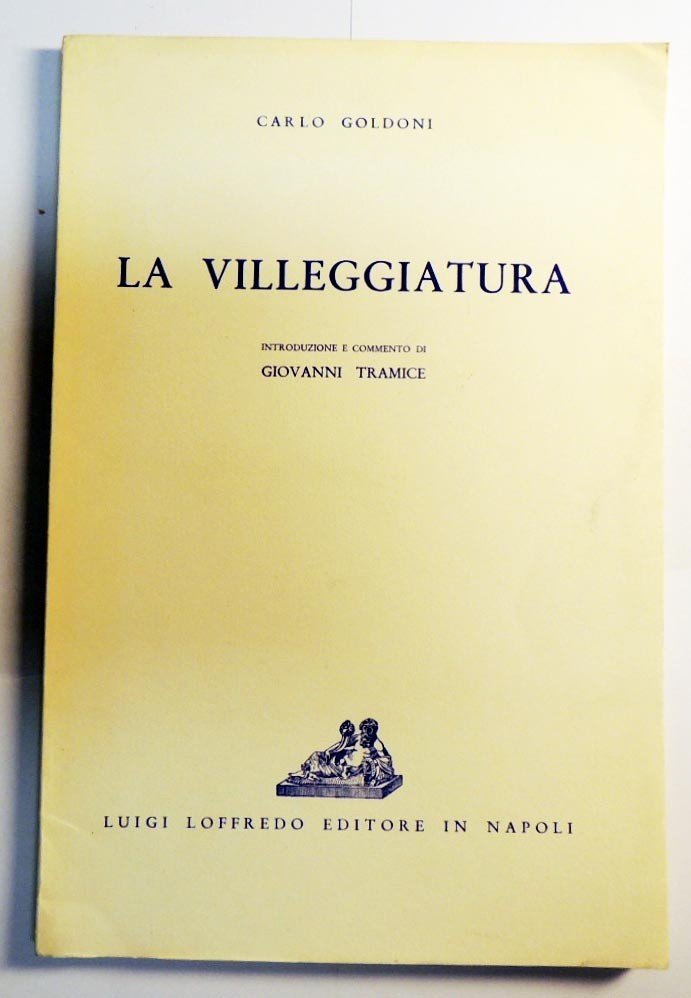 CARLO GOLDONI
LA VILLEGGIATURA
INTRODUZIONE E COMMENTO DI
GIOVANNI TRAMICE
LUIGI LOFFREDO EDITORE IN NAPOLI